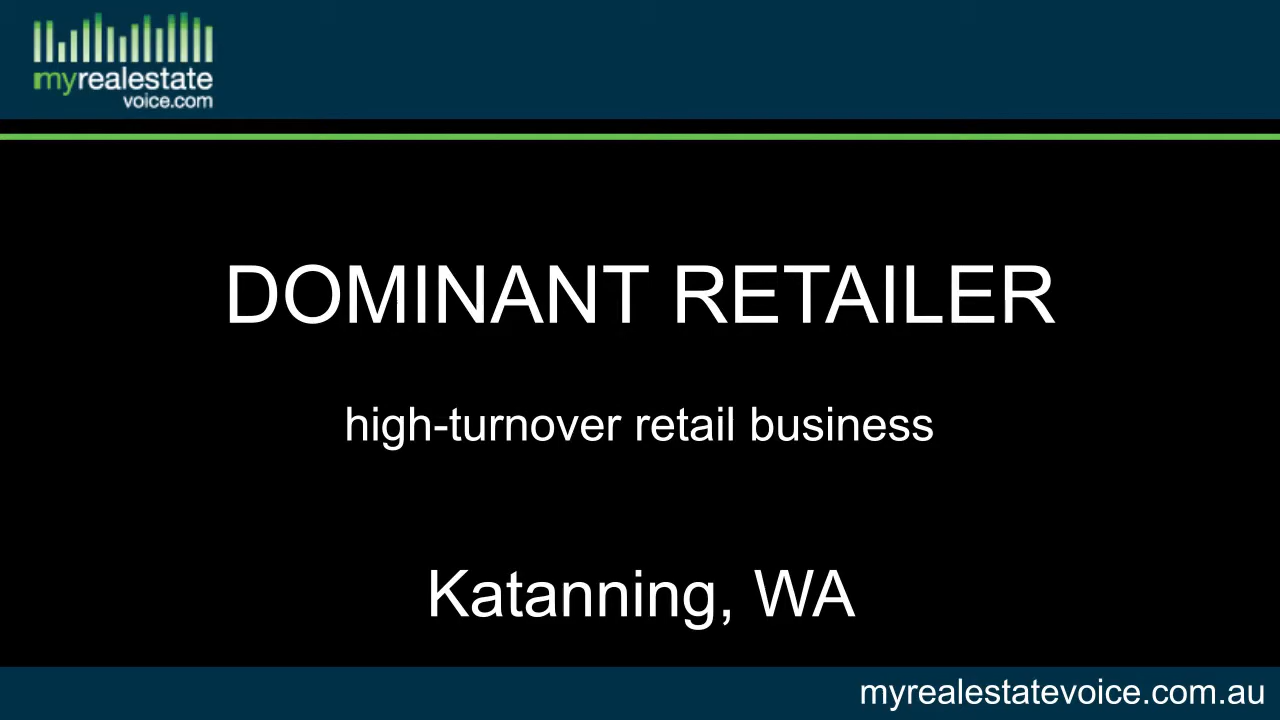 myrealestate
voice.com
DOMINANT RETAILER
high-turnover retail business
Katanning, WA
myrealestatevoice.com.au